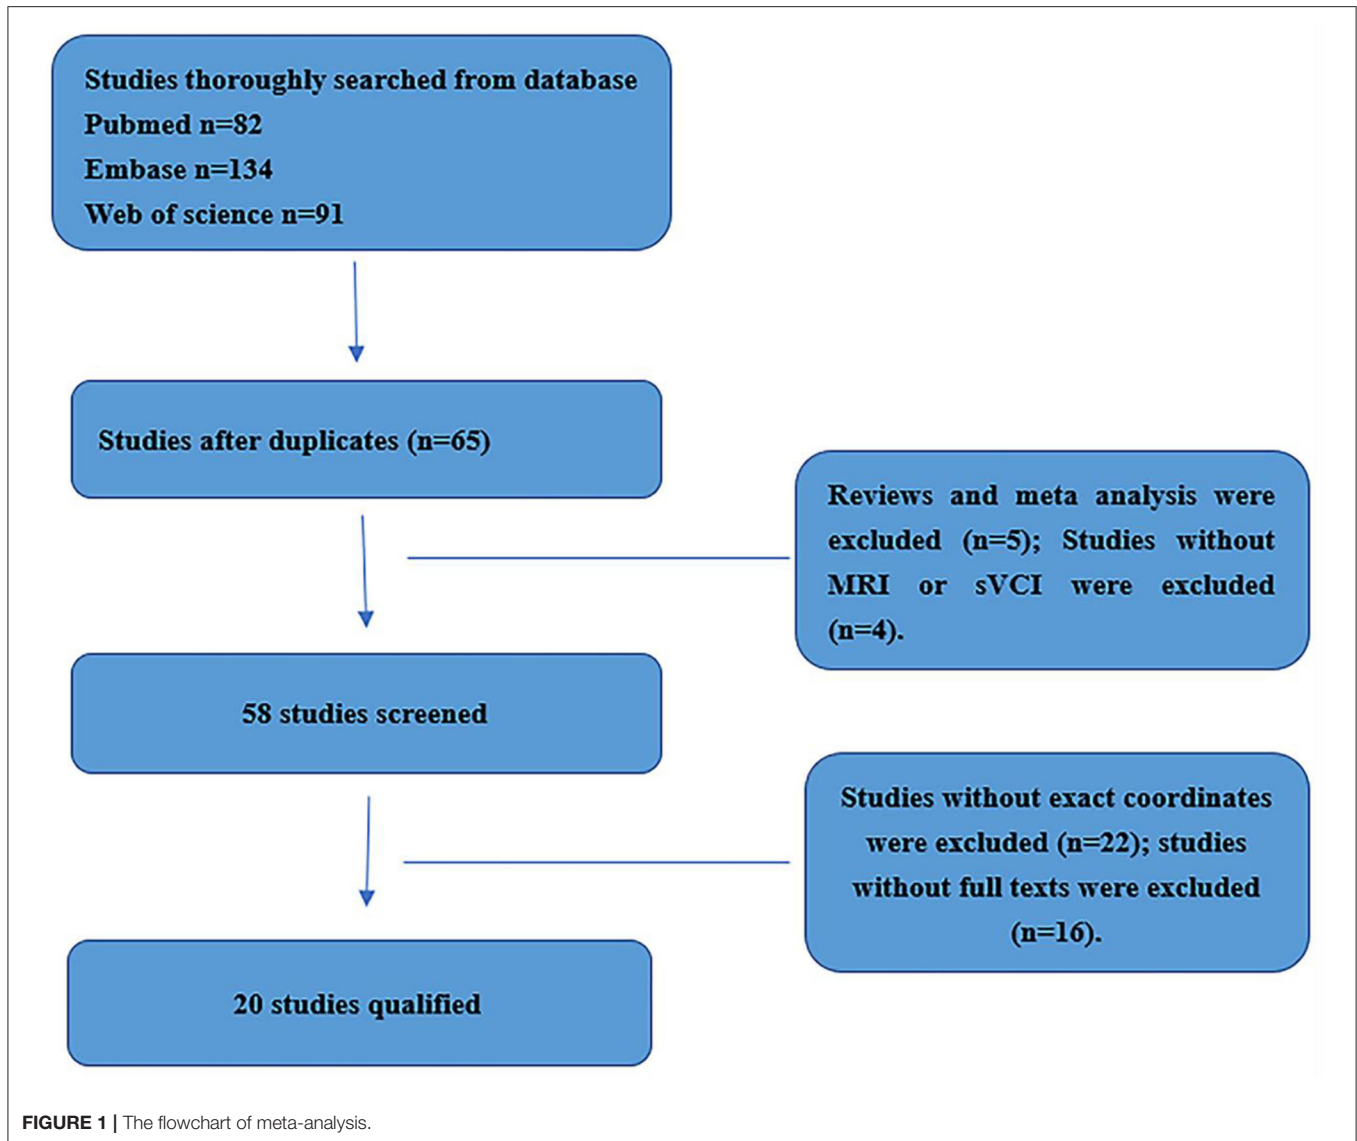 Studies thoroughly searched from database
Pubmed n=82
Embase n=134
Web of science n=91
Studies after duplicates (n=65)
Reviews and meta analysis were
excluded (n=5); Studies without
MRI or sVCI were excluded
(n=4).
58 studies screened
Studies without exact coordinates
were excluded (n=22); studies
without full texts were excluded
(n=16).
20 studies qualified
FIGURE 1 | The flowchart of meta-analysis.